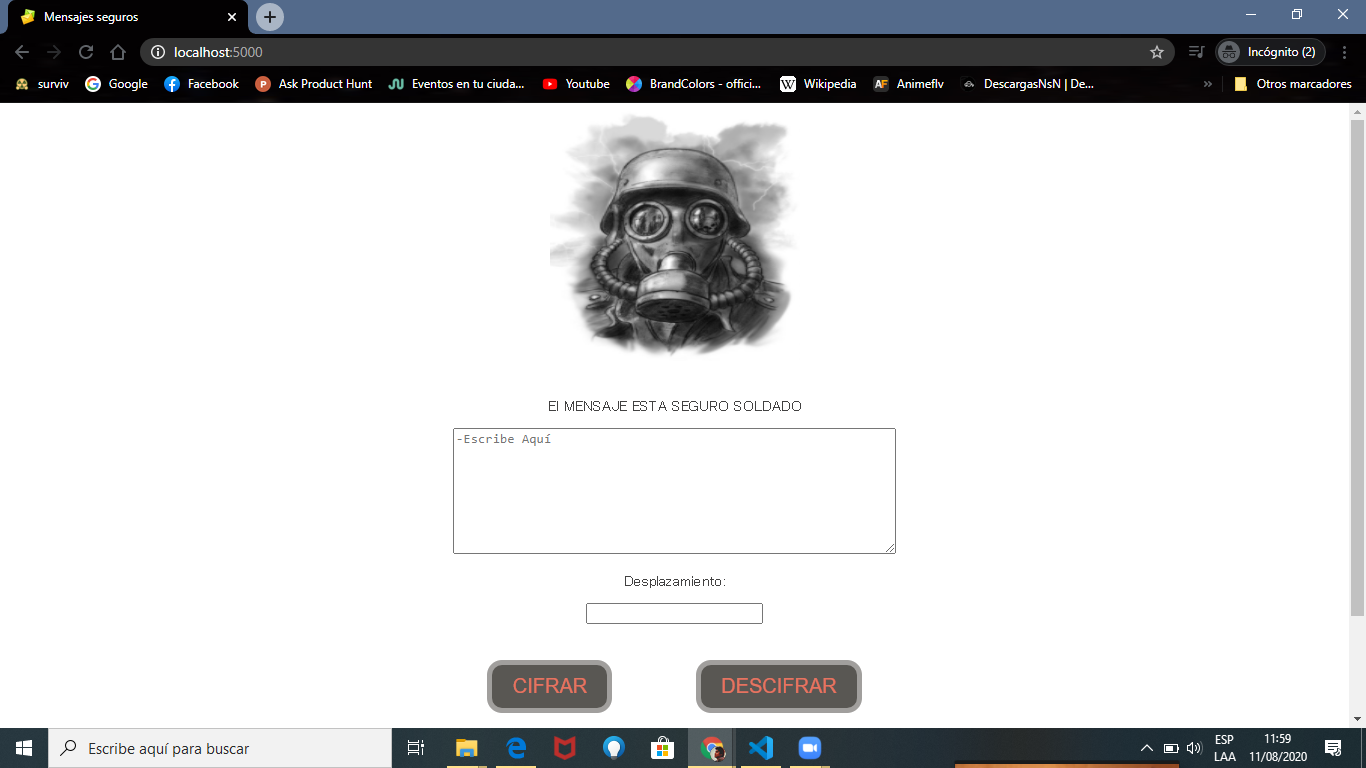 Mensajes seguros
localhost:5000
Incógnito (2)
surviv Google Facebook Ask Product Hunt Eventos en tu ciuda... Youtube BrandColors - offici... Wikipedia AF Animeflv DescargasNsN | De... » Otros marcadores
El MENSAJE ESTA SEGURO SOLDADO
-Escribe Aquí
Desplazamiento:
CIFRAR DESCIFRAR
Escribe aquí para buscar
ESP 11:59
LAA 11/08/2020